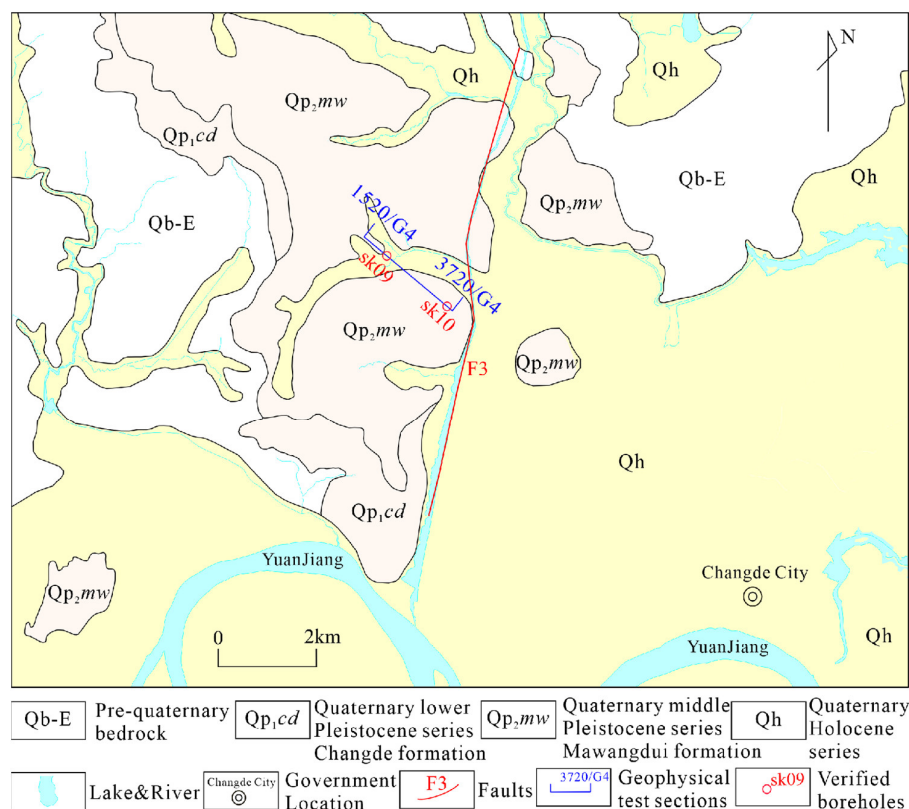 N
Qh
Qh
Qp₂mw
Qp₁cd
Qb-E
Qp₂mw
Qh
Qb-E
1520/G4
sk09
3720/G4
sk10
Qp₂mw
F3
Qp₂mw
Qh
Qp₁cd
YuanJiang
Changde City
Qp₂mw
0 2km
YuanJiang
Qh
Qb-E Pre-quaternary
bedrock
Qp₁cd Quaternary lower
Pleistocene series
Changde formation
Qp₂mw Quaternary middle
Pleistocene series
Mawangdui formation
Qh Quaternary
Holocene
series
Lake&River
Changde City Government
Location
F3 Faults
3720/G4 Geophysical
test sections
sk09 Verified
boreholes